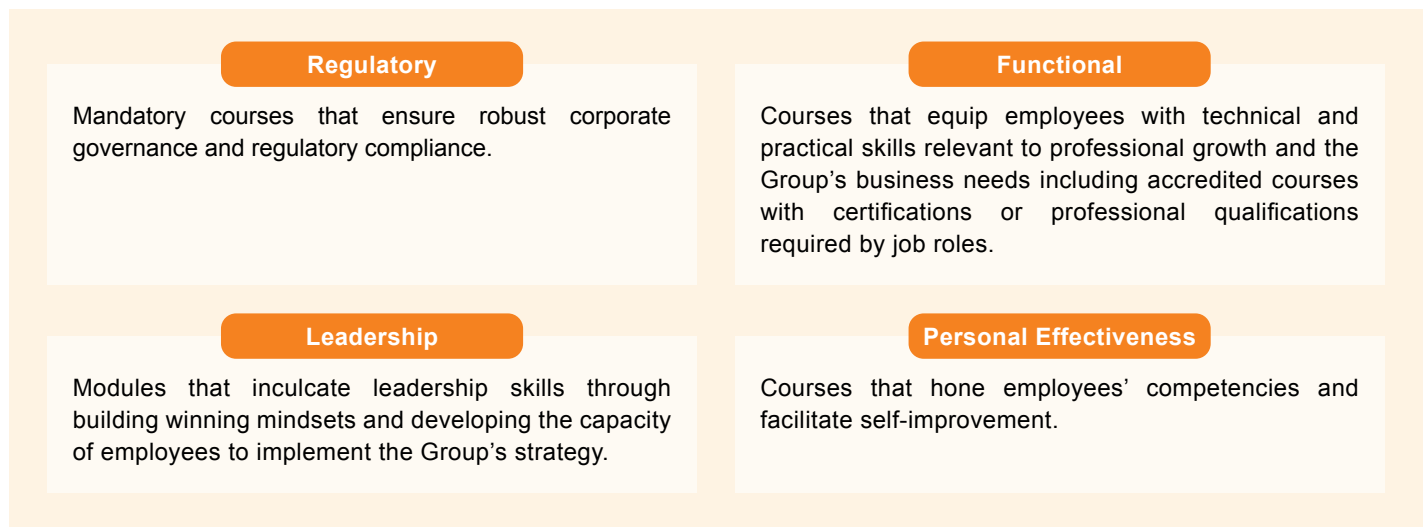 Regulatory
Mandatory courses that ensure robust corporate
governance and regulatory compliance.
Functional
Courses that equip employees with technical and
practical skills relevant to professional growth and the
Group’s business needs including accredited courses
with certifications or professional qualifications
required by job roles.
Leadership
Modules that inculcate leadership skills through
building winning mindsets and developing the capacity
of employees to implement the Group’s strategy.
Personal Effectiveness
Courses that hone employees’ competencies and
facilitate self-improvement.